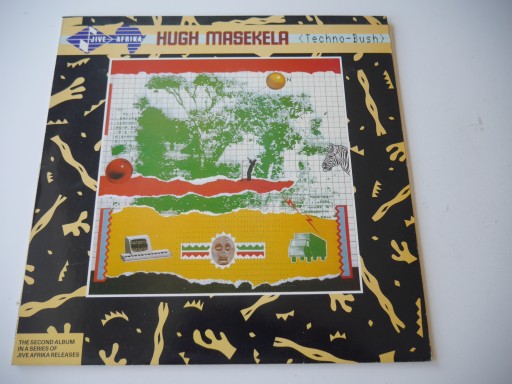 JIVE AFRIKA HUGH MASEKELA <Techno-Bush>
THE SECOND ALBUM
IN A SERIES OF
JIVE AFRIKA RELEASES